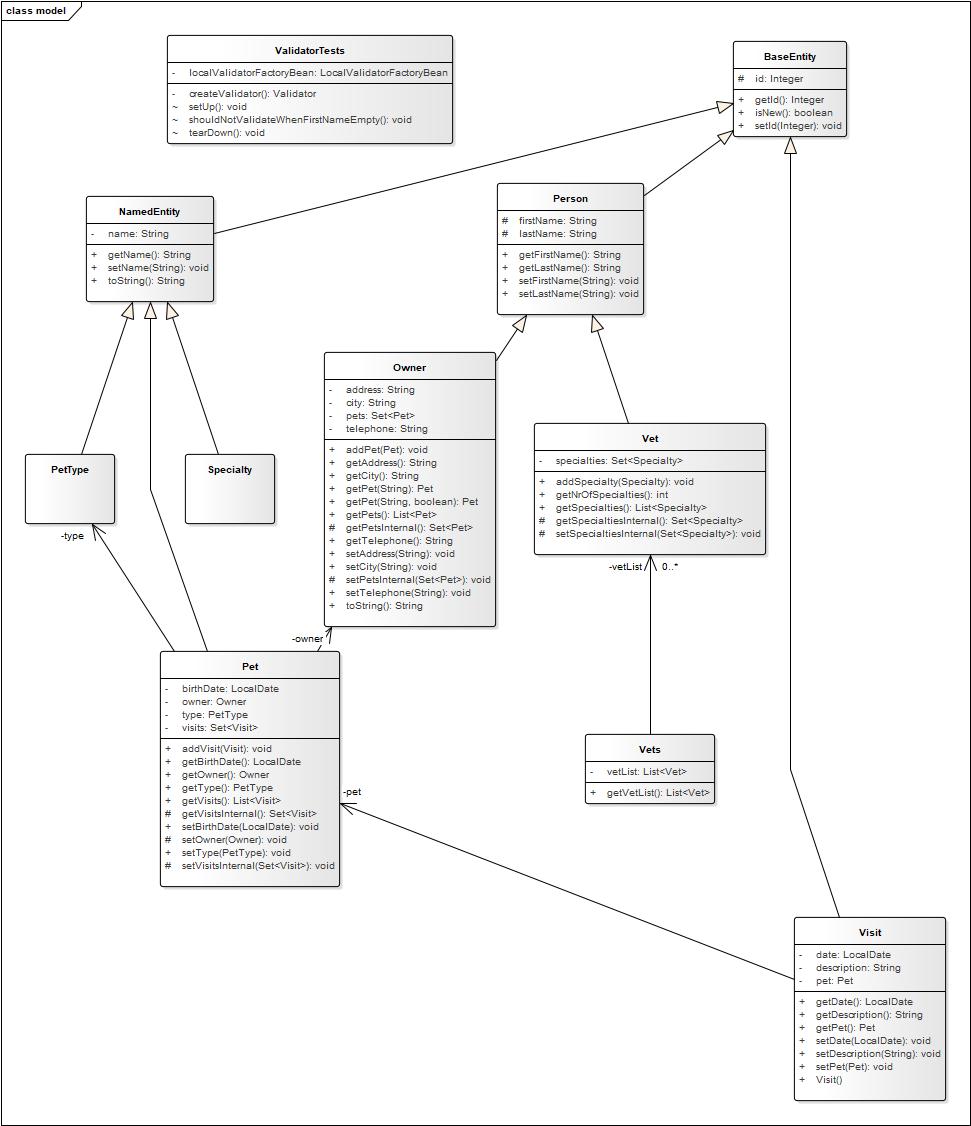 class model
ValidatorTests
- localValidatorFactoryBean: LocalValidatorFactoryBean
- createValidator(): Validator
~ setUp(): void
~ shouldNotValidateWhenFirstNameEmpty(): void
~ tearDown(): void
BaseEntity
# id: Integer
+ getId(): Integer
+ isNew(): boolean
+ setId(Integer): void
NamedEntity
- name: String
+ getName(): String
+ setName(String): void
+ toString(): String
Person
# firstName: String
# lastName: String
+ getFirstName(): String
+ getLastName(): String
+ setFirstName(String): void
+ setLastName(String): void
Owner
- address: String
- city: String
- pets: Set<Pet>
- telephone: String
+ addPet(Pet): void
+ getAddress(): String
+ getCity(): String
+ getPet(String): Pet
+ getPet(String, boolean): Pet
+ getPets(): List<Pet>
# getPetsInternal(): Set<Pet>
+ getTelephone(): String
+ setAddress(String): void
+ setCity(String): void
# setPetsInternal(Set<Pet>): void
+ setTelephone(String): void
+ toString(): String
Vet
- specialties: Set<Specialty>
+ addSpecialty(Specialty): void
+ getNrOfSpecialties(): int
+ getSpecialties(): List<Specialty>
# getSpecialtiesInternal(): Set<Specialty>
# setSpecialtiesInternal(Set<Specialty>): void
PetType
Specialty
-type
-vetList 0..*
-owner
Pet
- birthDate: LocalDate
- owner: Owner
- type: PetType
- visits: Set<Visit>
+ addVisit(Visit): void
+ getBirthDate(): LocalDate
+ getOwner(): Owner
+ getType(): PetType
+ getVisits(): List<Visit>
# getVisitsInternal(): Set<Visit>
+ setBirthDate(LocalDate): void
# setOwner(Owner): void
+ setType(PetType): void
# setVisitsInternal(Set<Visit>): void
Vets
- vetList: List<Vet>
+ getVetList(): List<Vet>
-pet
Visit
- date: LocalDate
- description: String
- pet: Pet
+ getDate(): LocalDate
+ getDescription(): String
+ getPet(): Pet
+ setDate(LocalDate): void
+ setDescription(String): void
+ setPet(Pet): void
+ Visit()